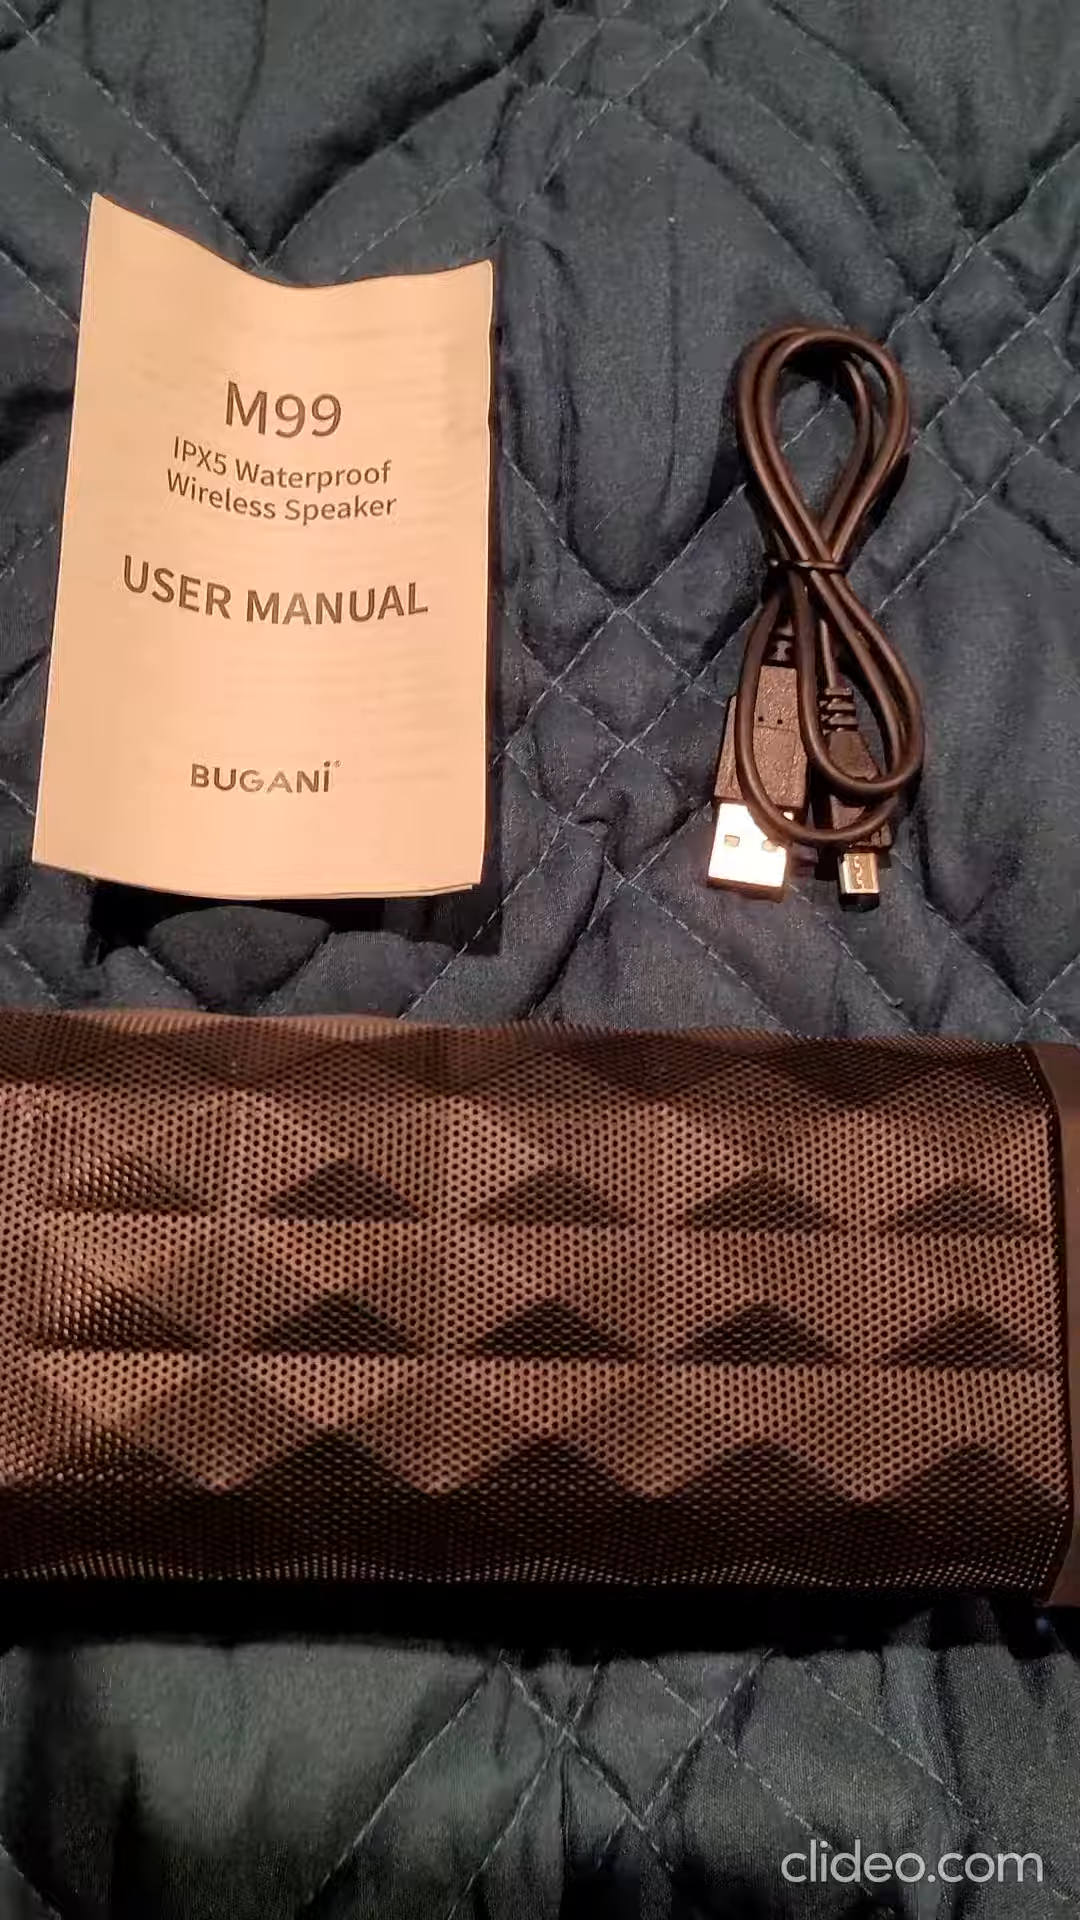 M99
IPX5 Waterproof
Wireless Speaker
USER MANUAL
BUGANi®
clideo.com